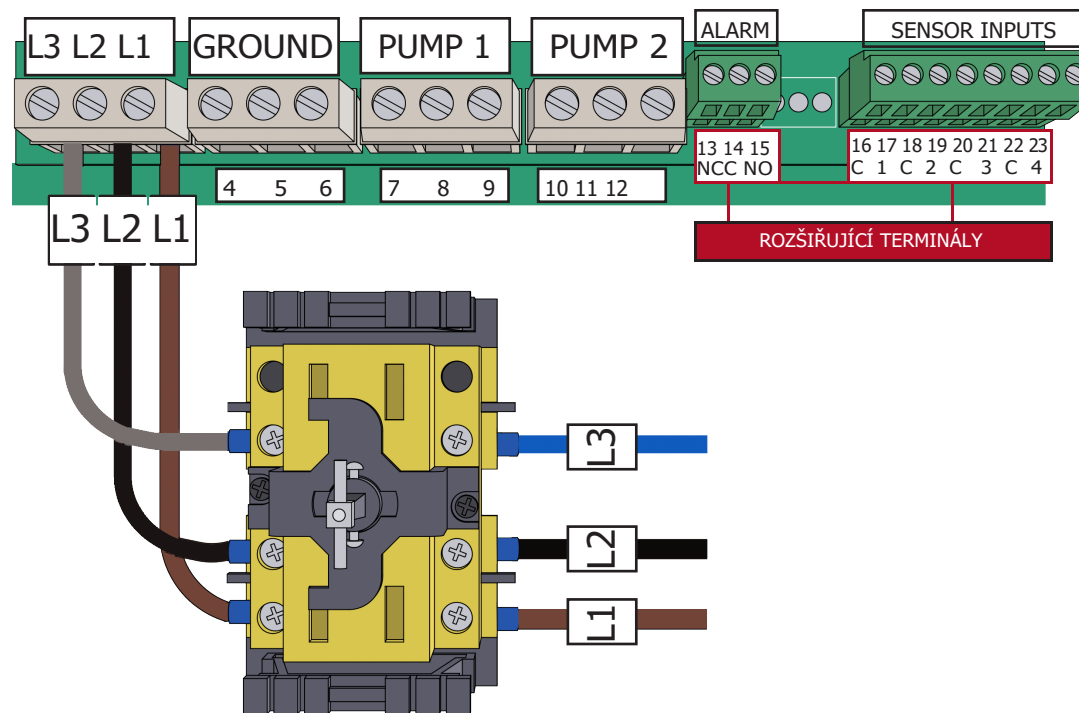 L3 L2 L1
GROUND
PUMP 1
PUMP 2
ALARM
SENSOR INPUTS
4 5 6
7 8 9
10 11 12
13 14 15
NCC NO
16 17 18 19 20 21 22 23
C 1 C 2 C 3 C 4
ROZŠIŘUJÍCÍ TERMINÁLY
L3 L2 L1
L3
L2
L1